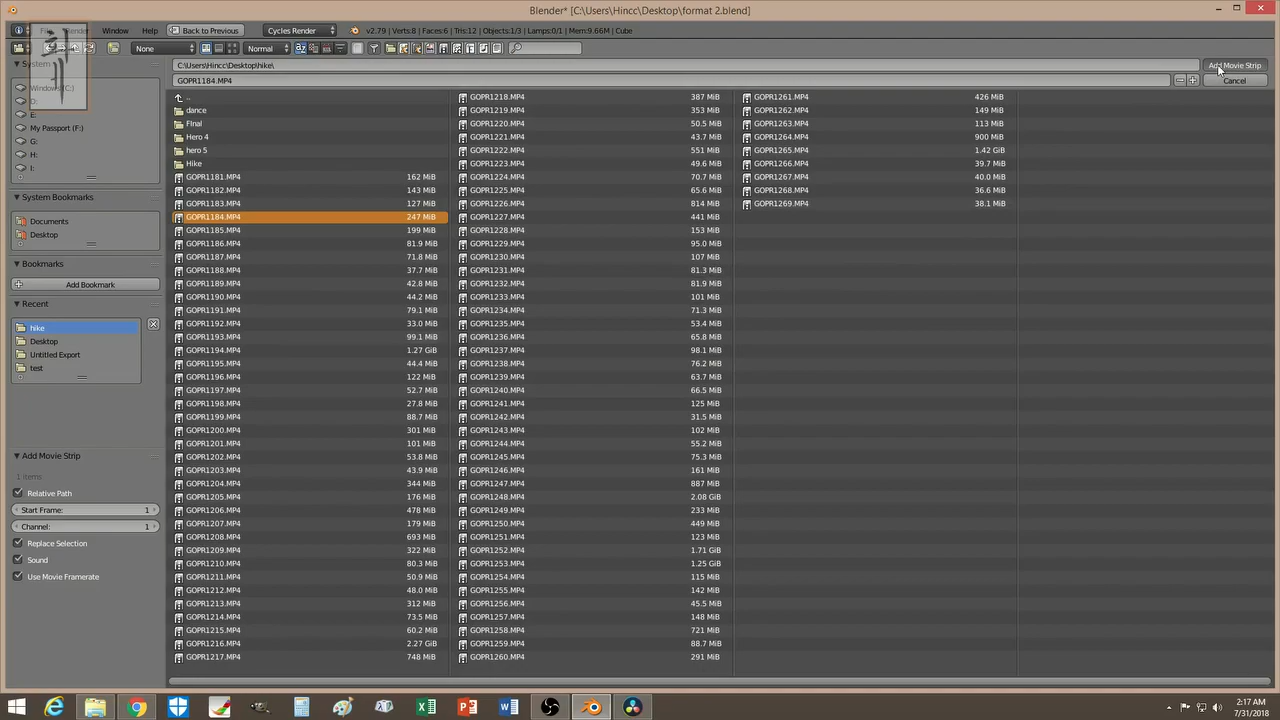 Blender* [C:\Users\Hincc\Desktop\format 2.blend]
Window Help Back to Previous Cycles Render v2.79 | Verts:8 | Faces:6 | Tris:12 | Objects:1/3 | Lamps:0/1 | Mem:9.66M | Cube
None Normal
System
C:\Users\Hincc\Desktop\hike\ Add Movie Strip
GOPR1184.MP4 Cancel
Windows (C:)
D:
E:
My Passport (F:)
G:
H:
I:
System Bookmarks
Documents
Desktop
Bookmarks
Add Bookmark
Recent
hike
Desktop
Untitled Export
test
Add Movie Strip
1 items
Relative Path
Start Frame: 1
Channel: 1
Replace Selection
Sound
Use Movie Framerate
..
dance
FInal
Hero 4
hero 5
Hike
GOPR1181.MP4 162 MiB
GOPR1182.MP4 143 MiB
GOPR1183.MP4 127 MiB
GOPR1184.MP4 247 MiB
GOPR1185.MP4 199 MiB
GOPR1186.MP4 81.9 MiB
GOPR1187.MP4 71.8 MiB
GOPR1188.MP4 37.7 MiB
GOPR1189.MP4 42.8 MiB
GOPR1190.MP4 44.2 MiB
GOPR1191.MP4 79.1 MiB
GOPR1192.MP4 33.0 MiB
GOPR1193.MP4 99.1 MiB
GOPR1194.MP4 1.27 GiB
GOPR1195.MP4 44.4 MiB
GOPR1196.MP4 122 MiB
GOPR1197.MP4 52.7 MiB
GOPR1198.MP4 27.8 MiB
GOPR1199.MP4 88.7 MiB
GOPR1200.MP4 301 MiB
GOPR1201.MP4 101 MiB
GOPR1202.MP4 53.8 MiB
GOPR1203.MP4 43.9 MiB
GOPR1204.MP4 344 MiB
GOPR1205.MP4 176 MiB
GOPR1206.MP4 478 MiB
GOPR1207.MP4 179 MiB
GOPR1208.MP4 693 MiB
GOPR1209.MP4 322 MiB
GOPR1210.MP4 80.3 MiB
GOPR1211.MP4 50.9 MiB
GOPR1212.MP4 48.0 MiB
GOPR1213.MP4 312 MiB
GOPR1214.MP4 73.5 MiB
GOPR1215.MP4 60.2 MiB
GOPR1216.MP4 2.27 GiB
GOPR1217.MP4 748 MiB
GOPR1218.MP4 387 MiB
GOPR1219.MP4 353 MiB
GOPR1220.MP4 50.5 MiB
GOPR1221.MP4 43.7 MiB
GOPR1222.MP4 551 MiB
GOPR1223.MP4 49.6 MiB
GOPR1224.MP4 70.7 MiB
GOPR1225.MP4 65.6 MiB
GOPR1226.MP4 814 MiB
GOPR1227.MP4 441 MiB
GOPR1228.MP4 153 MiB
GOPR1229.MP4 95.0 MiB
GOPR1230.MP4 107 MiB
GOPR1231.MP4 81.3 MiB
GOPR1232.MP4 81.9 MiB
GOPR1233.MP4 101 MiB
GOPR1234.MP4 71.3 MiB
GOPR1235.MP4 53.4 MiB
GOPR1236.MP4 65.8 MiB
GOPR1237.MP4 98.1 MiB
GOPR1238.MP4 76.2 MiB
GOPR1239.MP4 63.7 MiB
GOPR1240.MP4 66.5 MiB
GOPR1241.MP4 125 MiB
GOPR1242.MP4 31.5 MiB
GOPR1243.MP4 102 MiB
GOPR1244.MP4 55.2 MiB
GOPR1245.MP4 75.3 MiB
GOPR1246.MP4 161 MiB
GOPR1247.MP4 887 MiB
GOPR1248.MP4 2.08 GiB
GOPR1249.MP4 233 MiB
GOPR1250.MP4 449 MiB
GOPR1251.MP4 123 MiB
GOPR1252.MP4 1.71 GiB
GOPR1253.MP4 1.25 GiB
GOPR1254.MP4 115 MiB
GOPR1255.MP4 142 MiB
GOPR1256.MP4 45.5 MiB
GOPR1257.MP4 148 MiB
GOPR1258.MP4 721 MiB
GOPR1259.MP4 88.7 MiB
GOPR1260.MP4 291 MiB
GOPR1261.MP4 426 MiB
GOPR1262.MP4 149 MiB
GOPR1263.MP4 113 MiB
GOPR1264.MP4 900 MiB
GOPR1265.MP4 1.42 GiB
GOPR1266.MP4 39.7 MiB
GOPR1267.MP4 40.0 MiB
GOPR1268.MP4 36.6 MiB
GOPR1269.MP4 38.1 MiB
2:17 AM
7/31/2018